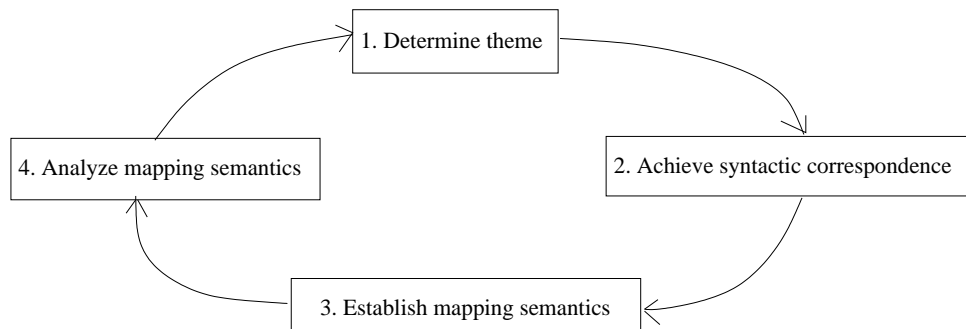 1. Determine theme
4. Analyze mapping semantics
2. Achieve syntactic correspondence
3. Establish mapping semantics